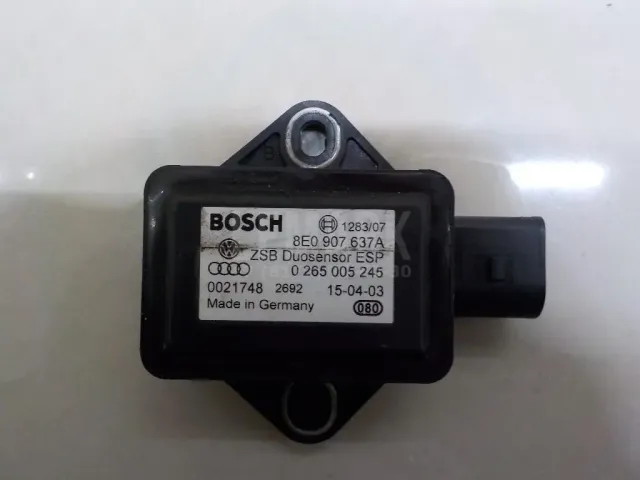 BOSCH 1283/07
8E0 907 637A
ZSB Duosensor ESP
0 265 005 245
0021748 2692 15-04-03
Made in Germany 080